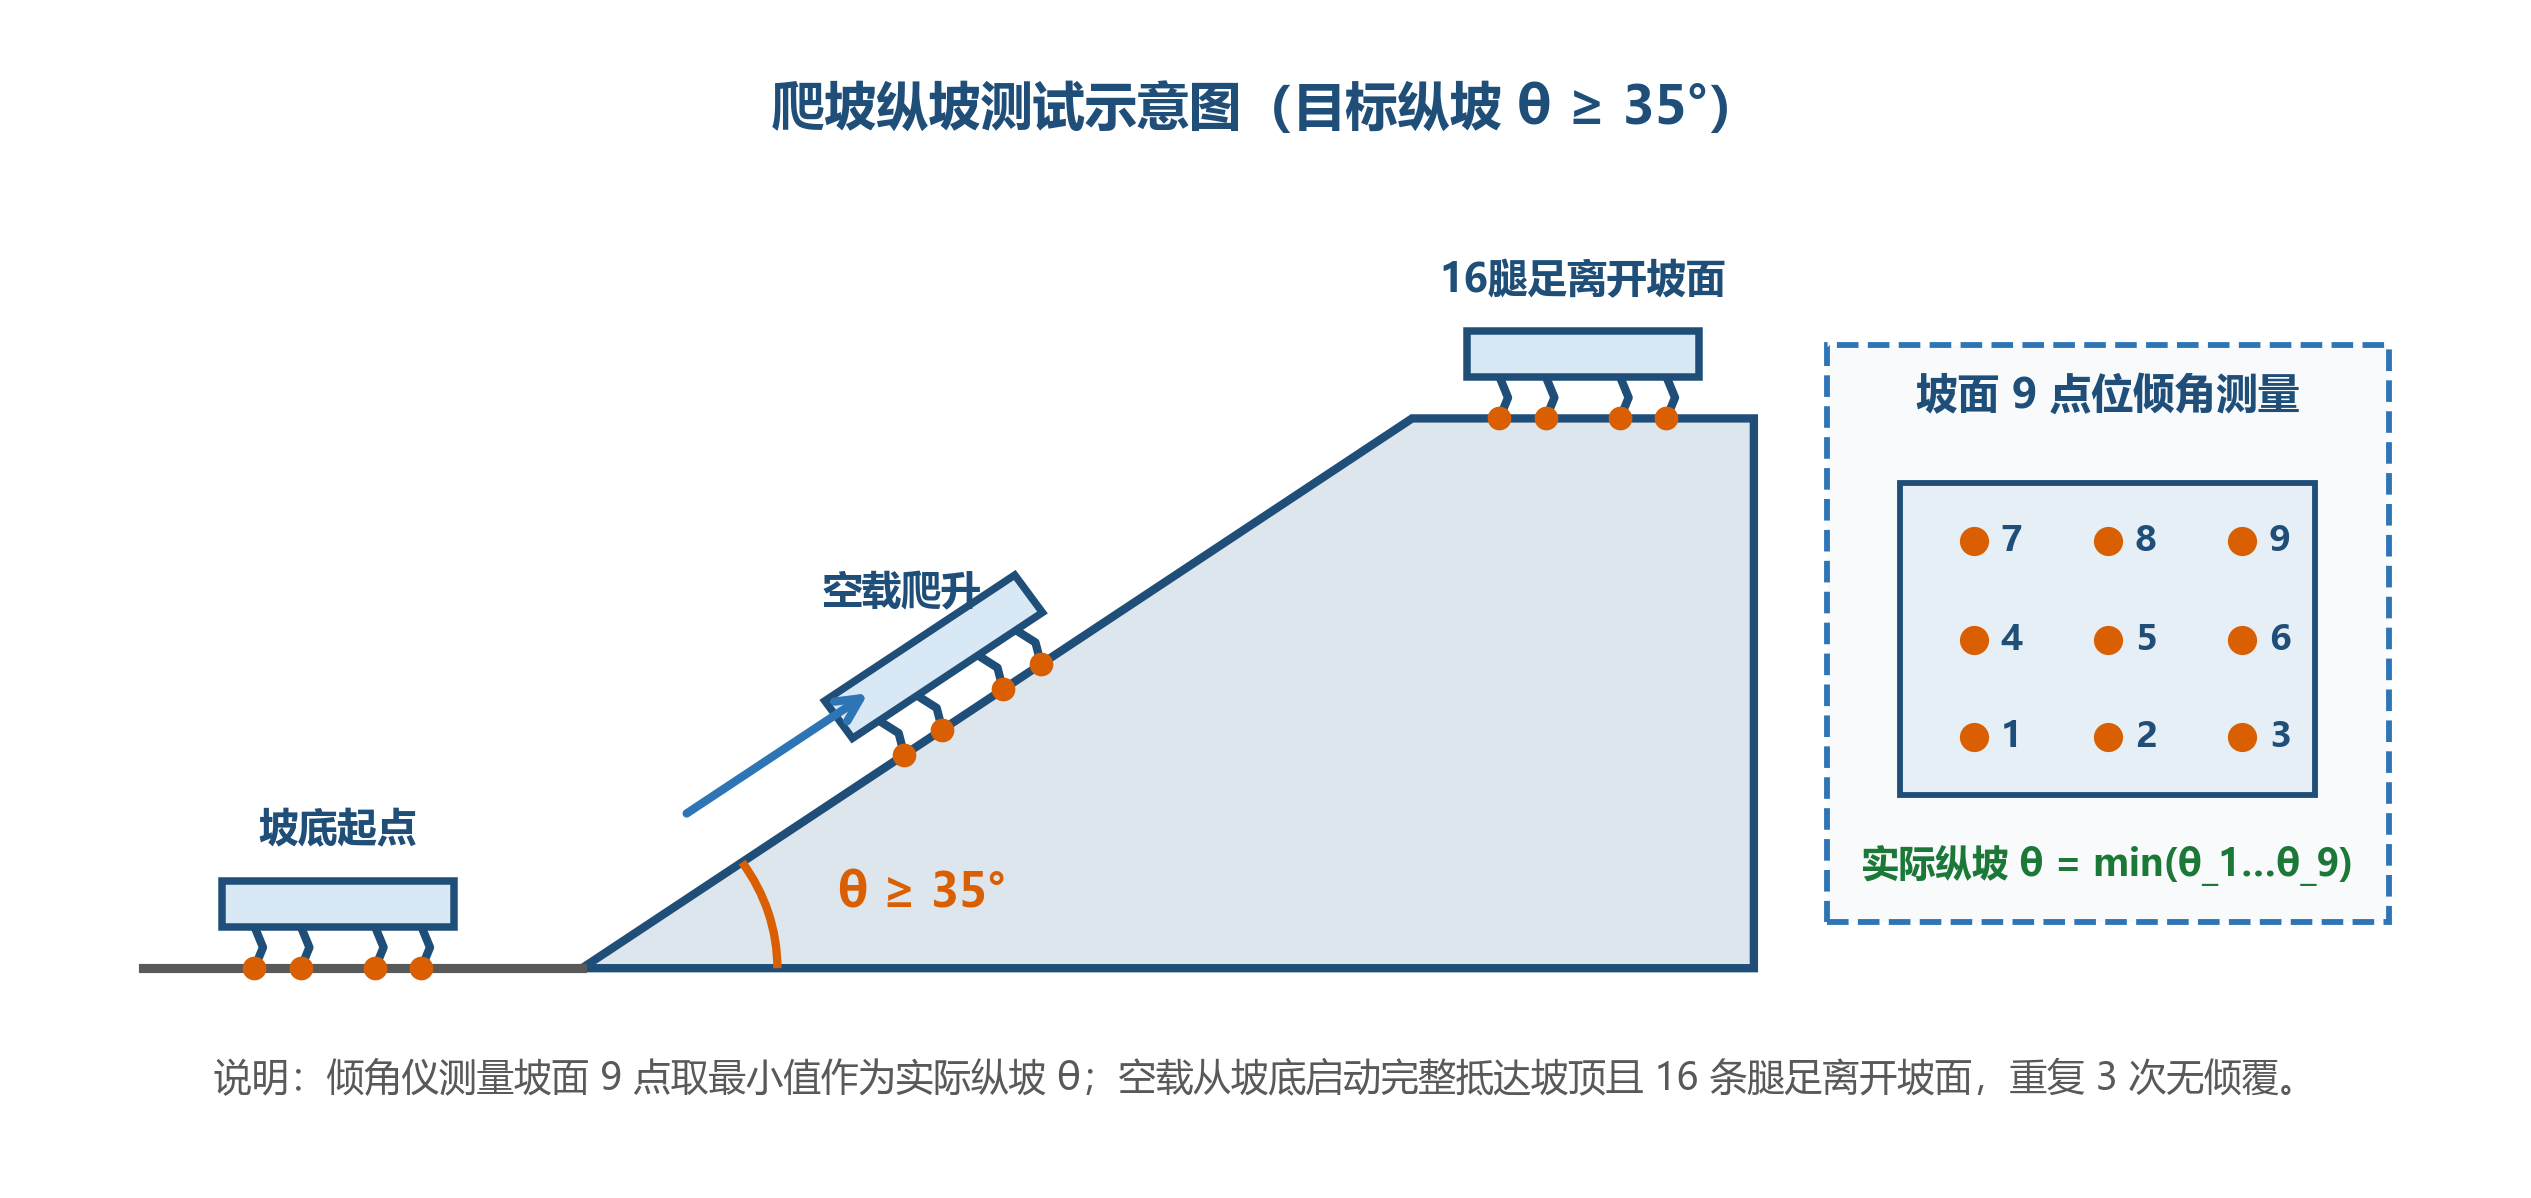 爬坡纵坡测试示意图（目标纵坡 θ ≥ 35°）
16腿足离开坡面
空载爬升
坡底起点
θ ≥ 35°
坡面 9 点位倾角测量
7 8 9
4 5 6
1 2 3
实际纵坡 θ = min(θ_1...θ_9)
说明：倾角仪测量坡面 9 点取最小值作为实际纵坡 θ；空载从坡底启动完整抵达坡顶且 16 条腿足离开坡面，重复 3 次无倾覆。